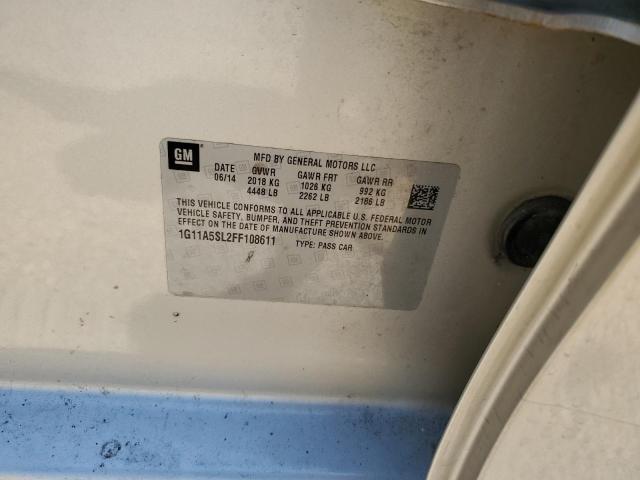 GM
MFD BY GENERAL MOTORS LLC
DATE GVWR GAWR FRT GAWR RR
06/14 2018 KG 1026 KG 992 KG
4448 LB 2262 LB 2186 LB
THIS VEHICLE CONFORMS TO ALL APPLICABLE U.S. FEDERAL MOTOR
VEHICLE SAFETY, BUMPER, AND THEFT PREVENTION STANDARDS IN
EFFECT ON THE DATE OF MANUFACTURE SHOWN ABOVE.
1G11A5SL2FF108611 TYPE: PASS CAR